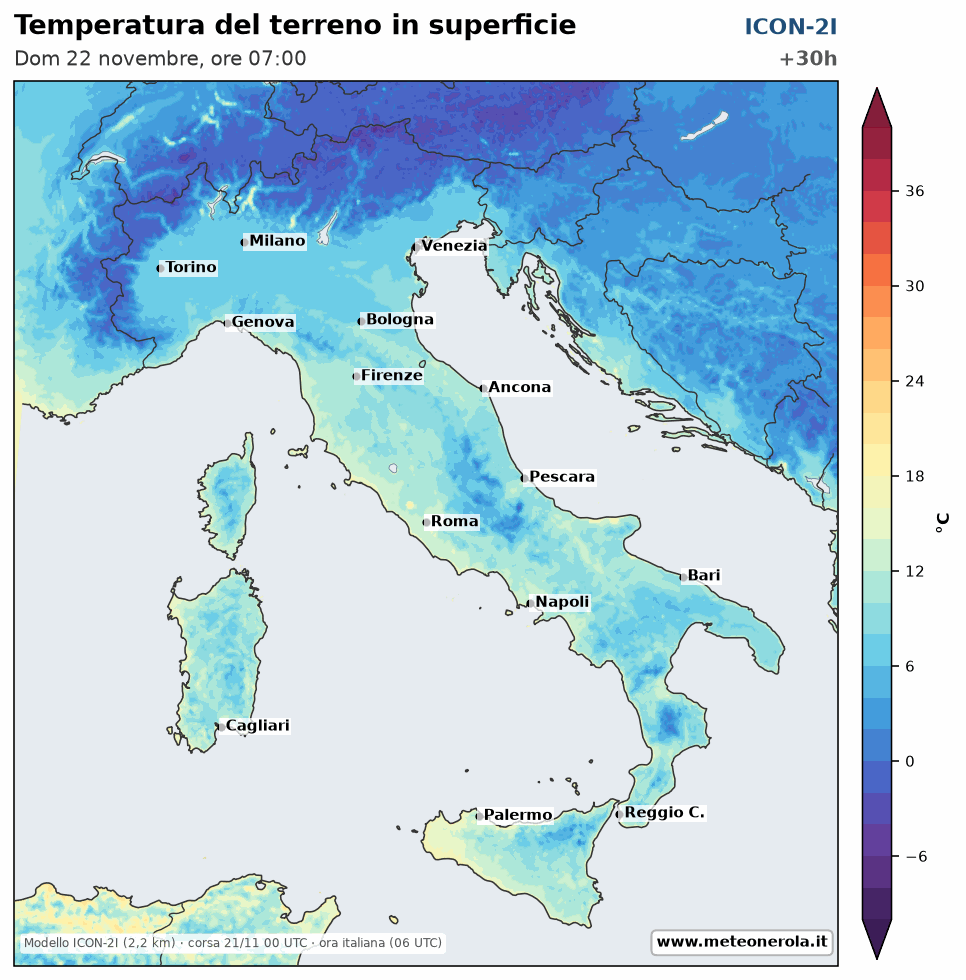 Temperatura del terreno in superficie
ICON-2I
Dom 22 novembre, ore 07:00
+30h
Milano
Venezia
Torino
Genova
Bologna
Firenze
Ancona
Pescara
Roma
Bari
Napoli
Cagliari
Palermo
Reggio C.
36
30
24
18
12
6
0
−6
°C
Modello ICON-2I (2,2 km) · corsa 21/11 00 UTC · ora italiana (06 UTC)
www.meteonerola.it